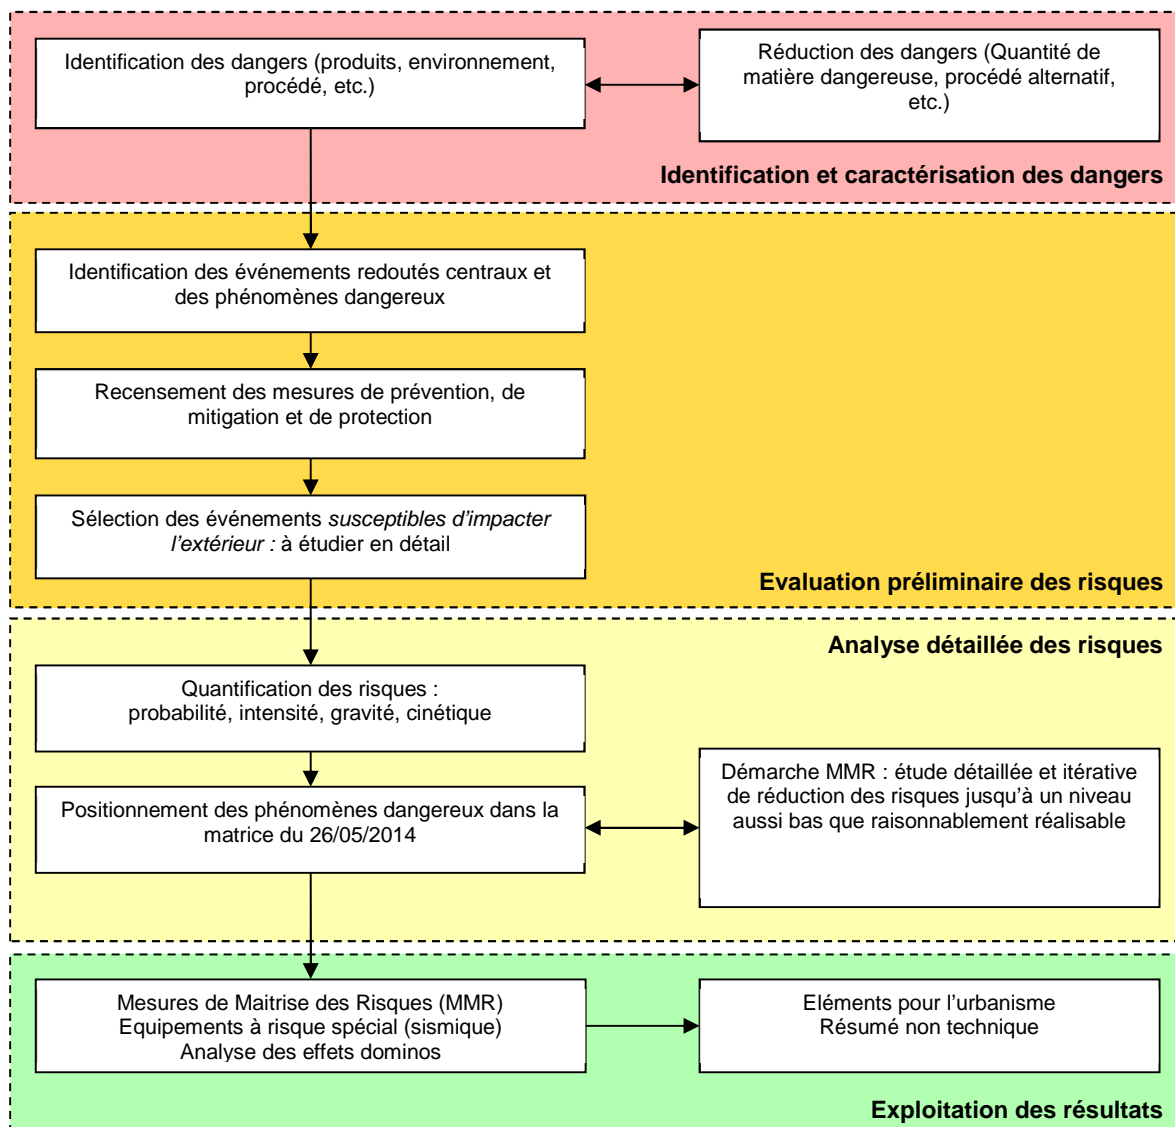 Identification des dangers (produits, environnement,
procédé, etc.)
Réduction des dangers (Quantité de
matière dangereuse, procédé alternatif,
etc.)
Identification et caractérisation des dangers
Identification des événements redoutés centraux et
des phénomènes dangereux
Recensement des mesures de prévention, de
mitigation et de protection
Sélection des événements susceptibles d'impacter
l'extérieur : à étudier en détail
Evaluation préliminaire des risques
Analyse détaillée des risques
Quantification des risques :
probabilité, intensité, gravité, cinétique
Positionnement des phénomènes dangereux dans la
matrice du 26/05/2014
Démarche MMR : étude détaillée et itérative
de réduction des risques jusqu'à un niveau
aussi bas que raisonnablement réalisable
Mesures de Maitrise des Risques (MMR)
Equipements à risque spécial (sismique)
Analyse des effets dominos
Eléments pour l'urbanisme
Résumé non technique
Exploitation des résultats